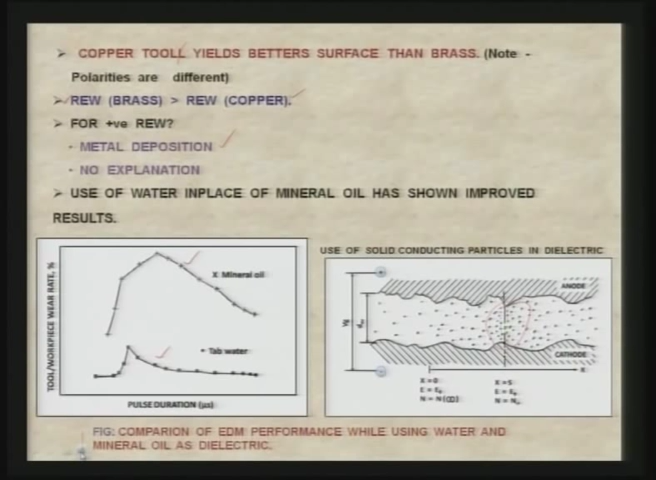 COPPER TOOLL YIELDS BETTERS SURFACE THAN BRASS. (Note -
Polarities are different)
REW (BRASS) > REW (COPPER).
FOR +ve REW?
- METAL DEPOSITION
- NO EXPLANATION
USE OF WATER INPLACE OF MINERAL OIL HAS SHOWN IMPROVED
RESULTS.
TOOL/WORKPIECE WEAR RATE, %
X Mineral oil
• Tab water
PULSE DURATION (µs)
USE OF SOLID CONDUCTING PARTICLES IN DIELECTRIC
ANODE
CATHODE
X
X=0
E = E
N = N
X=S
E = E
N = N
FIG: COMPARION OF EDM PERFORMANCE WHILE USING WATER AND
MINERAL OIL AS DIELECTRIC.